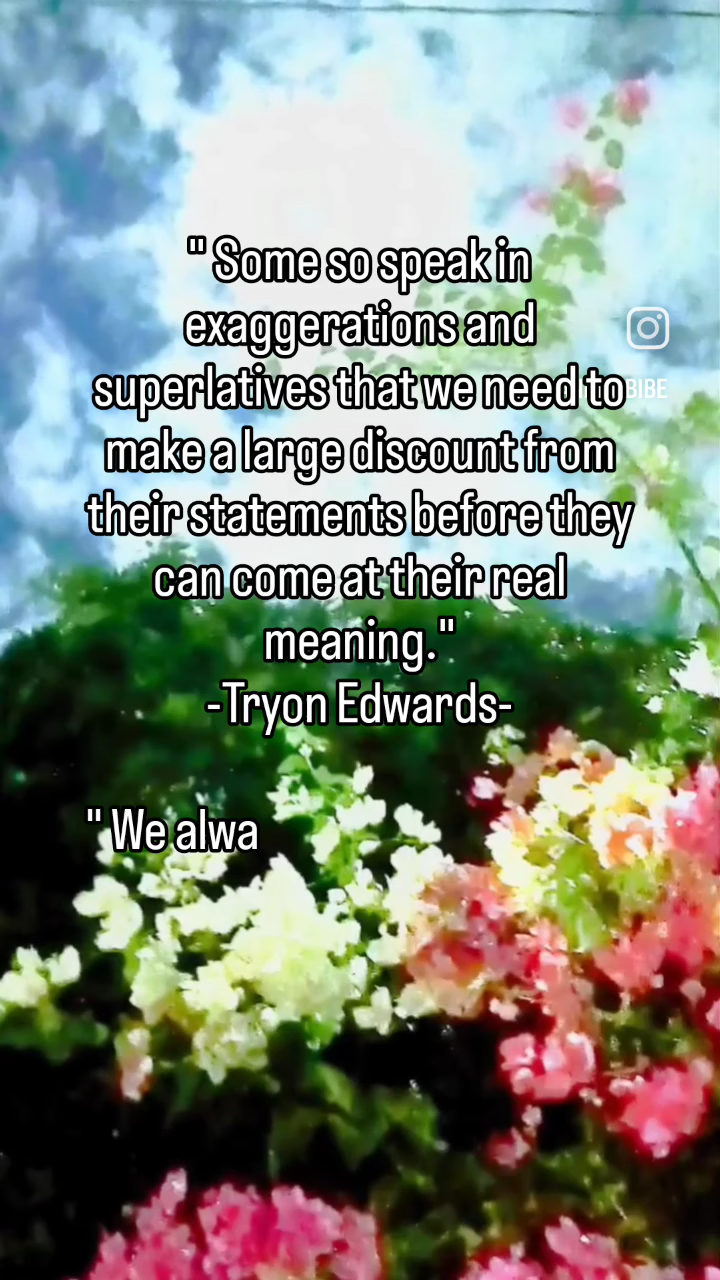 " Some so speak in
exaggerations and
superlatives that we need to
make a large discount from
their statements before they
can come at their real
meaning."
-Tryon Edwards-
" We alwa